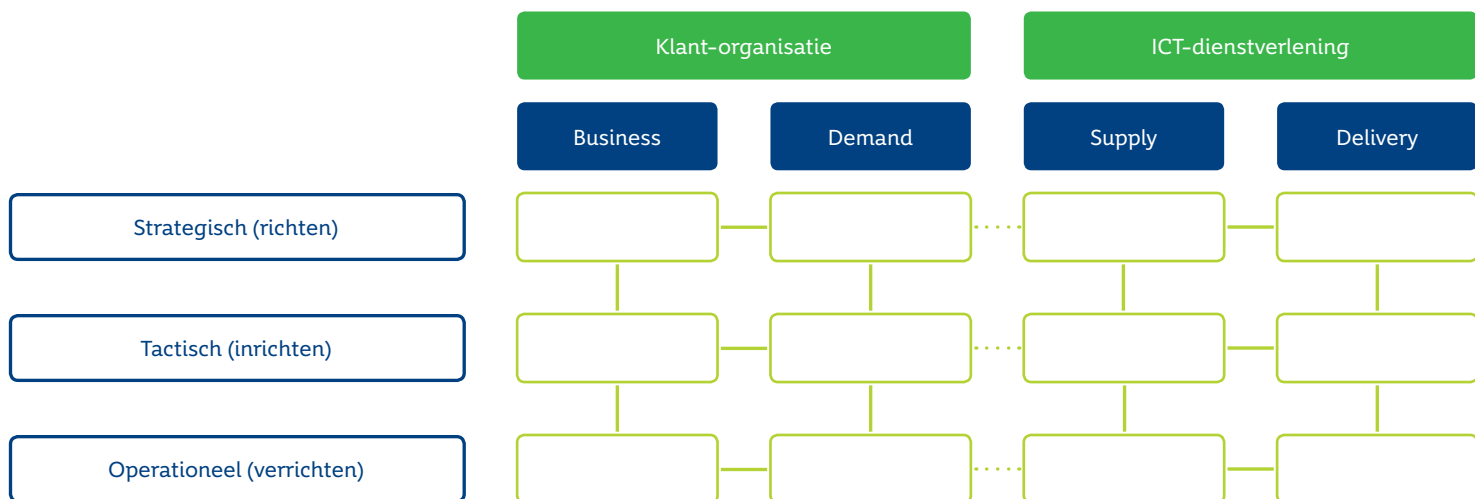 Klant-organisatie
ICT-dienstverlening
Business
Demand
Supply
Delivery
Strategisch (richten)
Tactisch (inrichten)
Operationeel (verrichten)